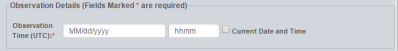 Observation Details (Fields Marked * are required)
Observation Time (UTC):* MM/dd/yyyy hhmm Current Date and Time